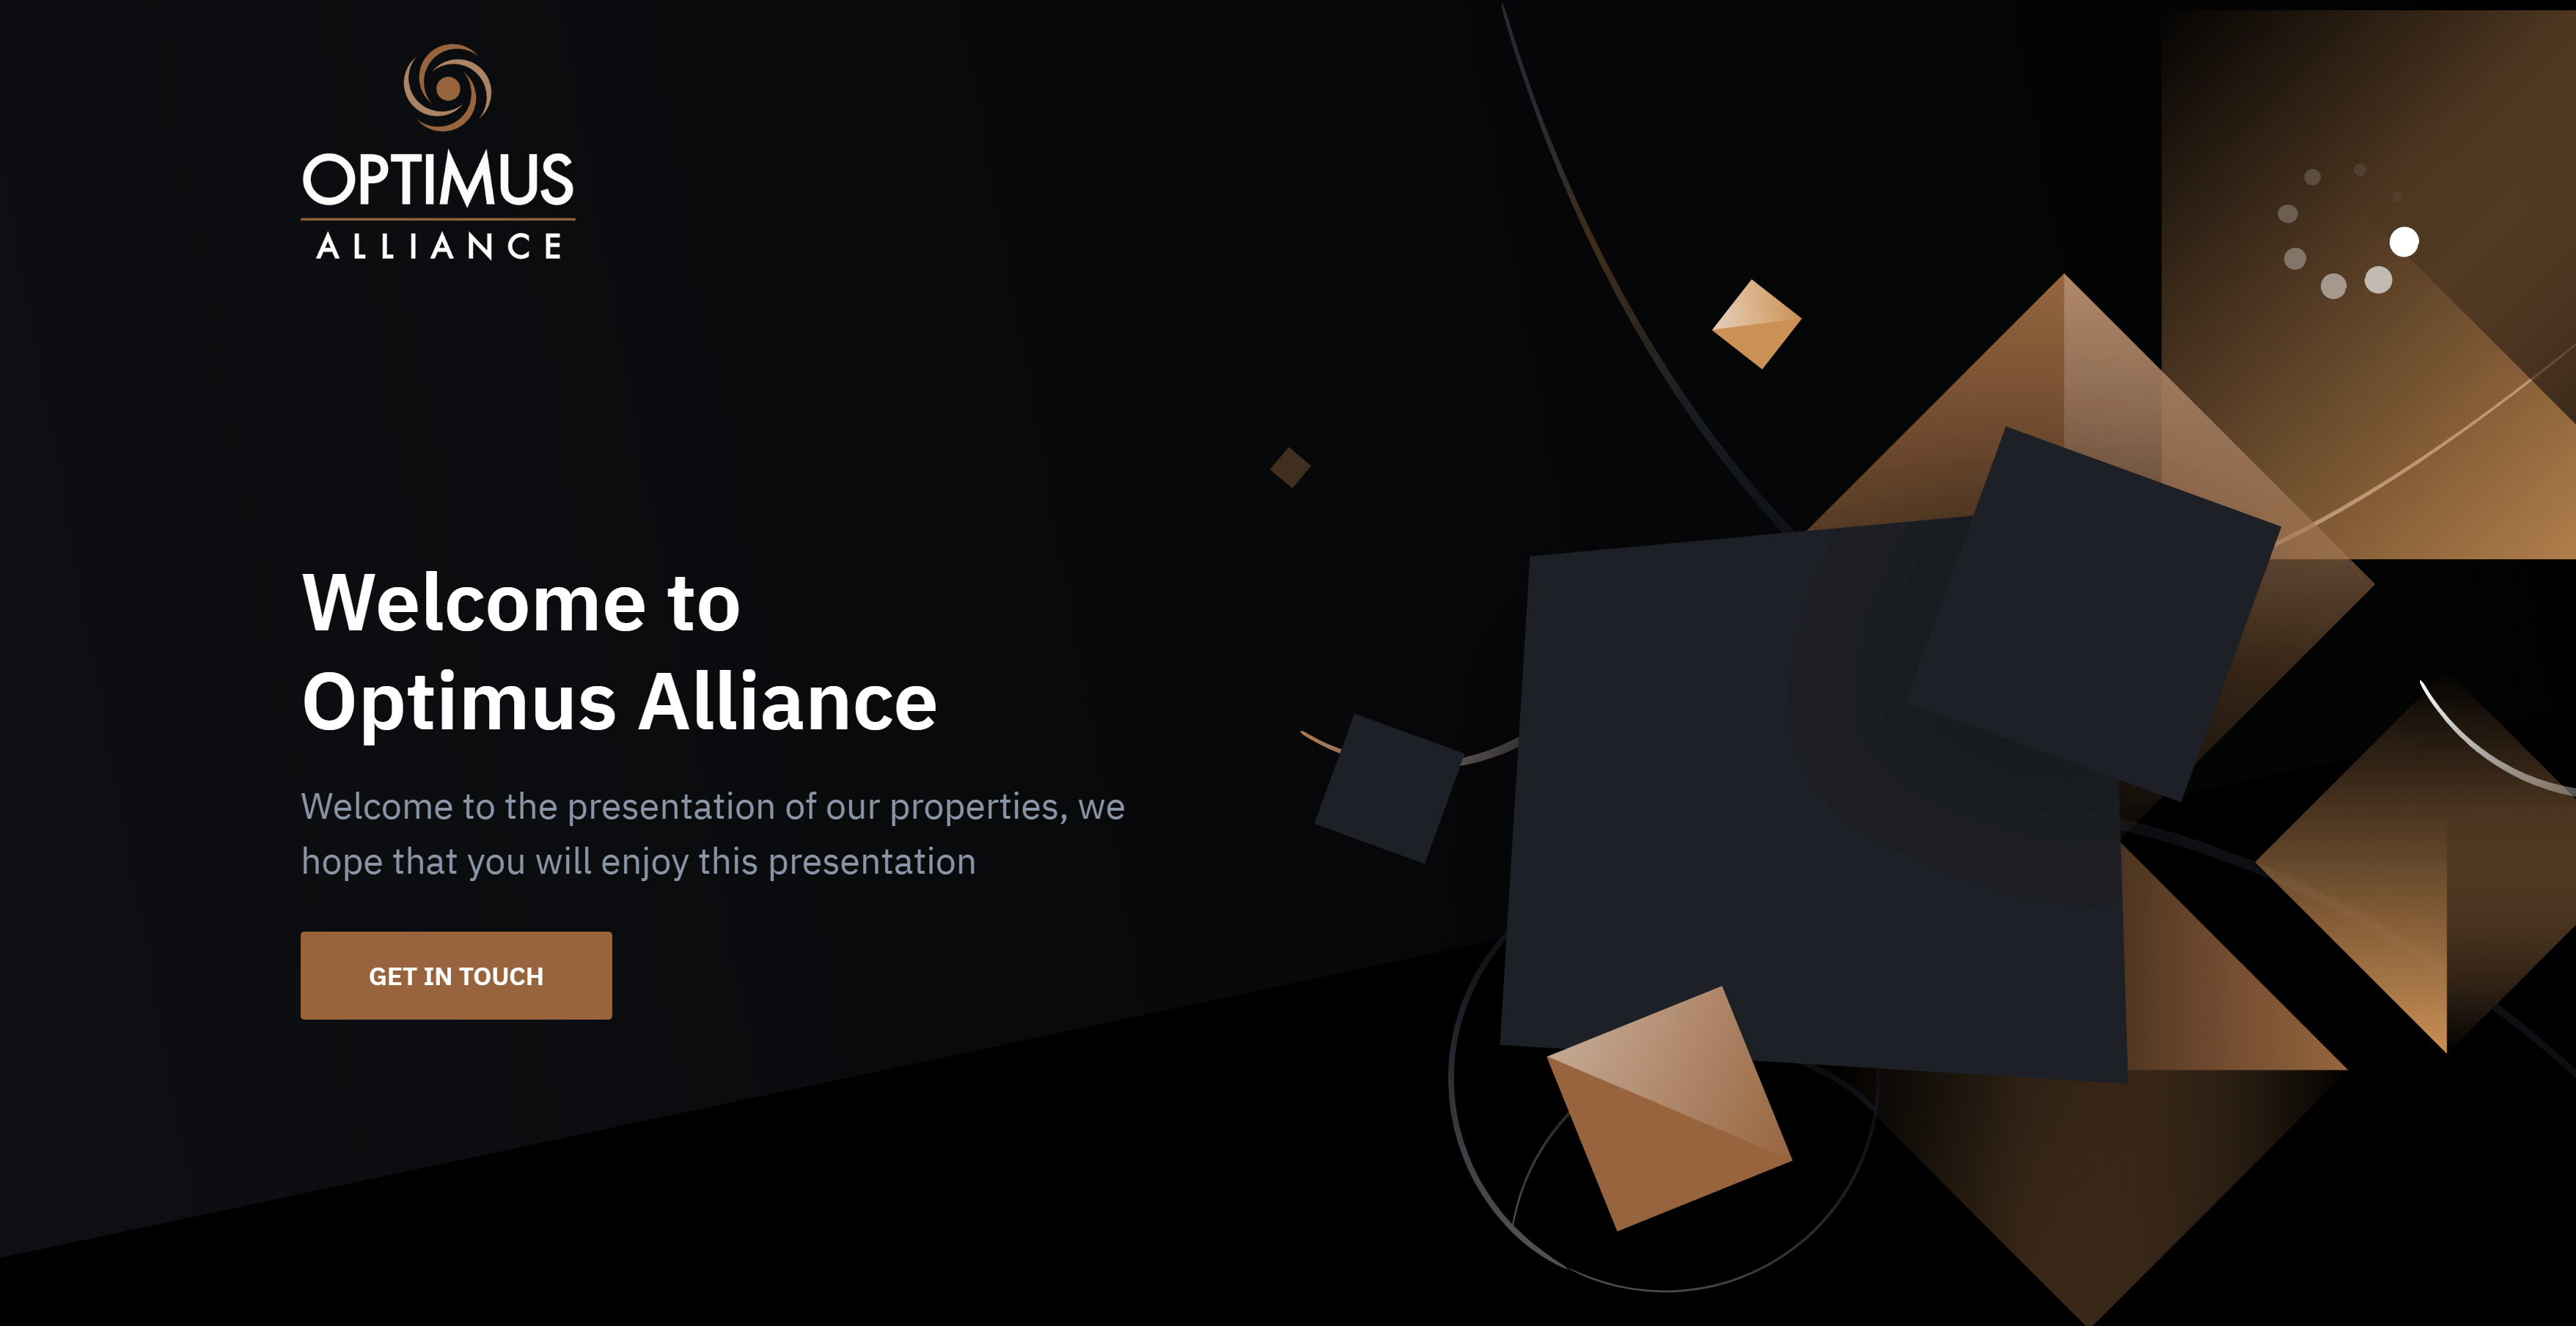 OPTIMUS
ALLIANCE
Welcome to
Optimus Alliance
Welcome to the presentation of our properties, we
hope that you will enjoy this presentation
GET IN TOUCH